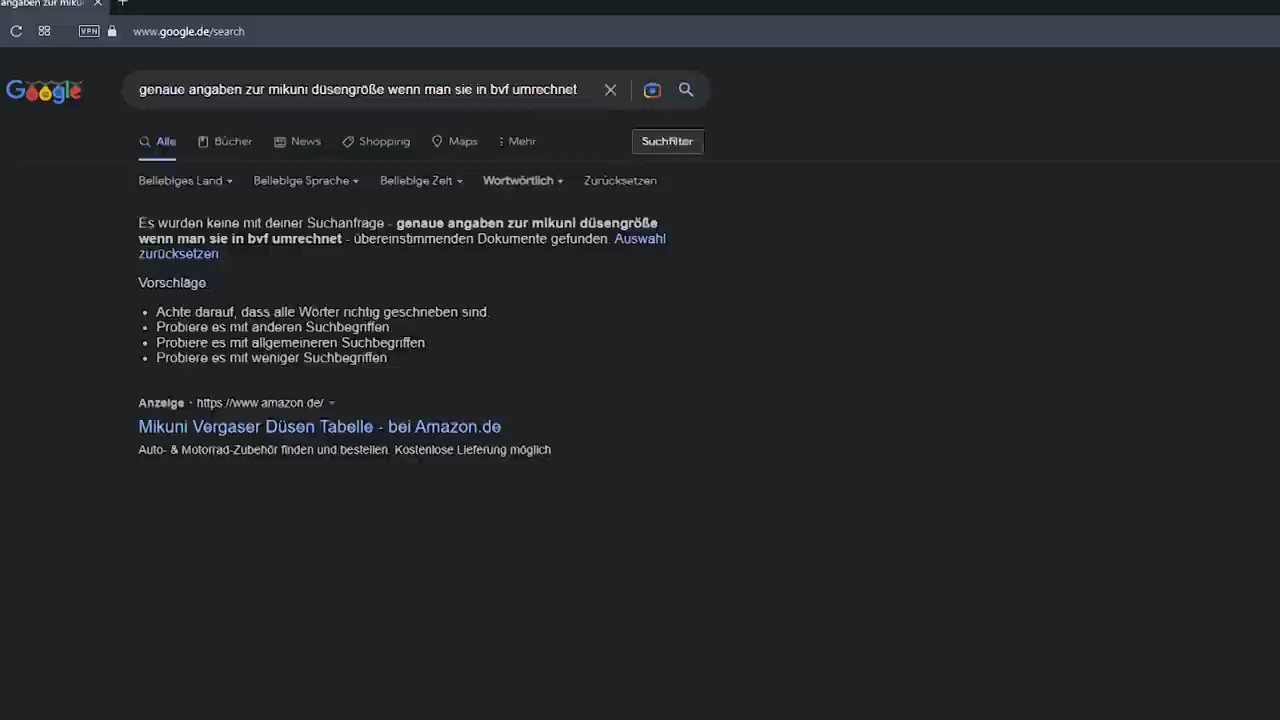 angaben zur miku
VPN www.google.de/search
Google
genaue angaben zur mikuni düsengröße wenn man sie in bvf umrechnet
Alle Bücher News Shopping Maps Mehr Suchfilter
Beliebiges Land Beliebige Sprache Beliebige Zeit Wortwörtlich Zurücksetzen
Es wurden keine mit deiner Suchanfrage - genaue angaben zur mikuni düsengröße
wenn man sie in bvf umrechnet - übereinstimmenden Dokumente gefunden. Auswahl
zurücksetzen
Vorschläge:
Achte darauf, dass alle Wörter richtig geschrieben sind.
Probiere es mit anderen Suchbegriffen
Probiere es mit allgemeineren Suchbegriffen
Probiere es mit weniger Suchbegriffen
Anzeige · https://www.amazon.de/
Mikuni Vergaser Düsen Tabelle - bei Amazon.de
Auto- & Motorrad-Zubehör finden und bestellen. Kostenlose Lieferung möglich